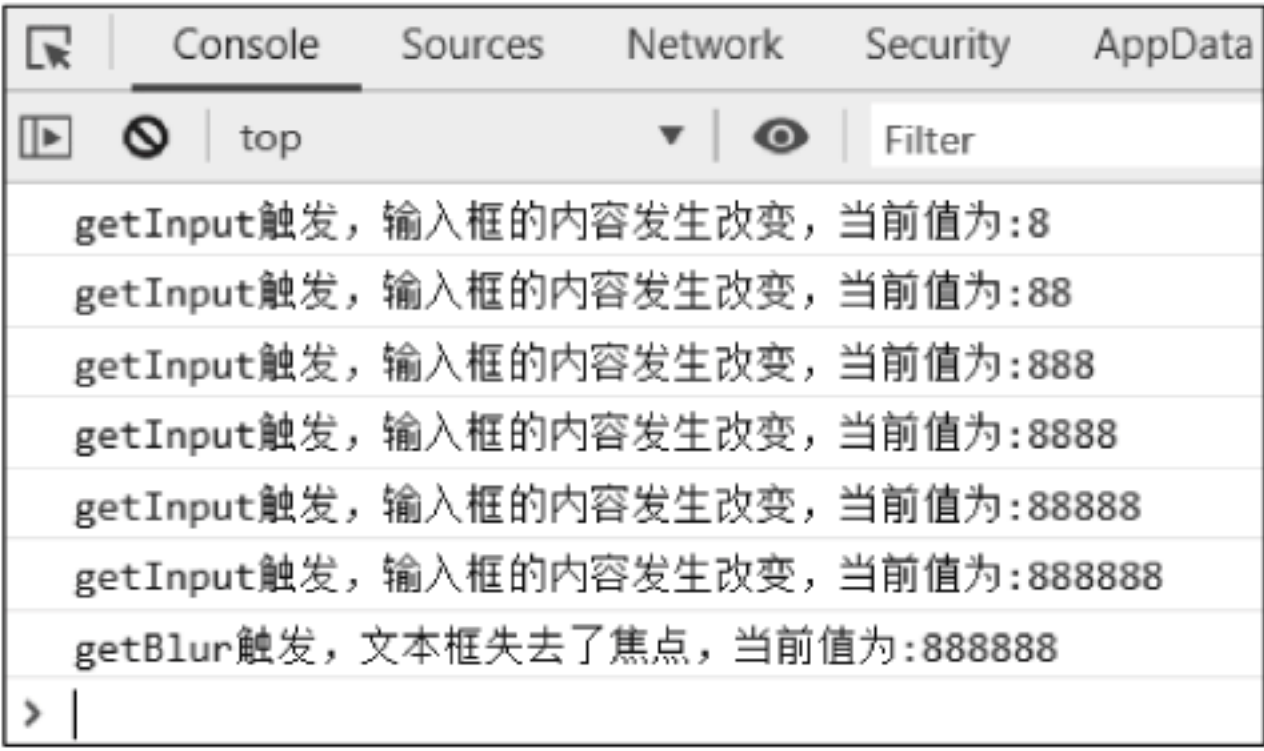 Console Sources Network Security AppData
top Filter
getInput触发，输入框的内容发生改变，当前值为:8
getInput触发，输入框的内容发生改变，当前值为:88
getInput触发，输入框的内容发生改变，当前值为:888
getInput触发，输入框的内容发生改变，当前值为:8888
getInput触发，输入框的内容发生改变，当前值为:88888
getInput触发，输入框的内容发生改变，当前值为:888888
getBlur触发，文本框失去了焦点，当前值为:888888